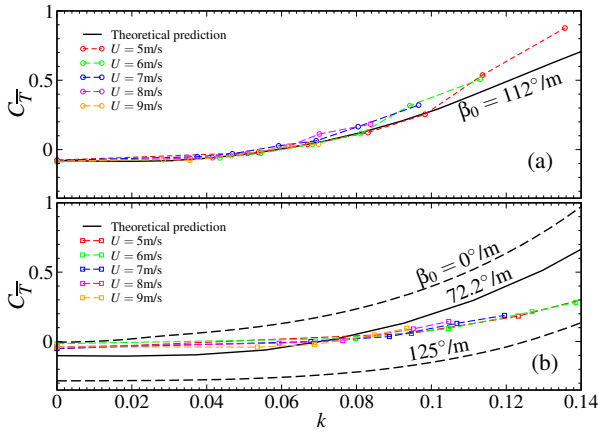 1
0.5
0
C_T̅
Theoretical prediction
U = 5m/s
U = 6m/s
U = 7m/s
U = 8m/s
U = 9m/s
β₀ = 112°/m
(a)
1
0.5
0
C_T̅
Theoretical prediction
U = 5m/s
U = 6m/s
U = 7m/s
U = 8m/s
U = 9m/s
β₀ = 0°/m
72.2°/m
125°/m
(b)
0 0.02 0.04 0.06 0.08 0.1 0.12 0.14
k